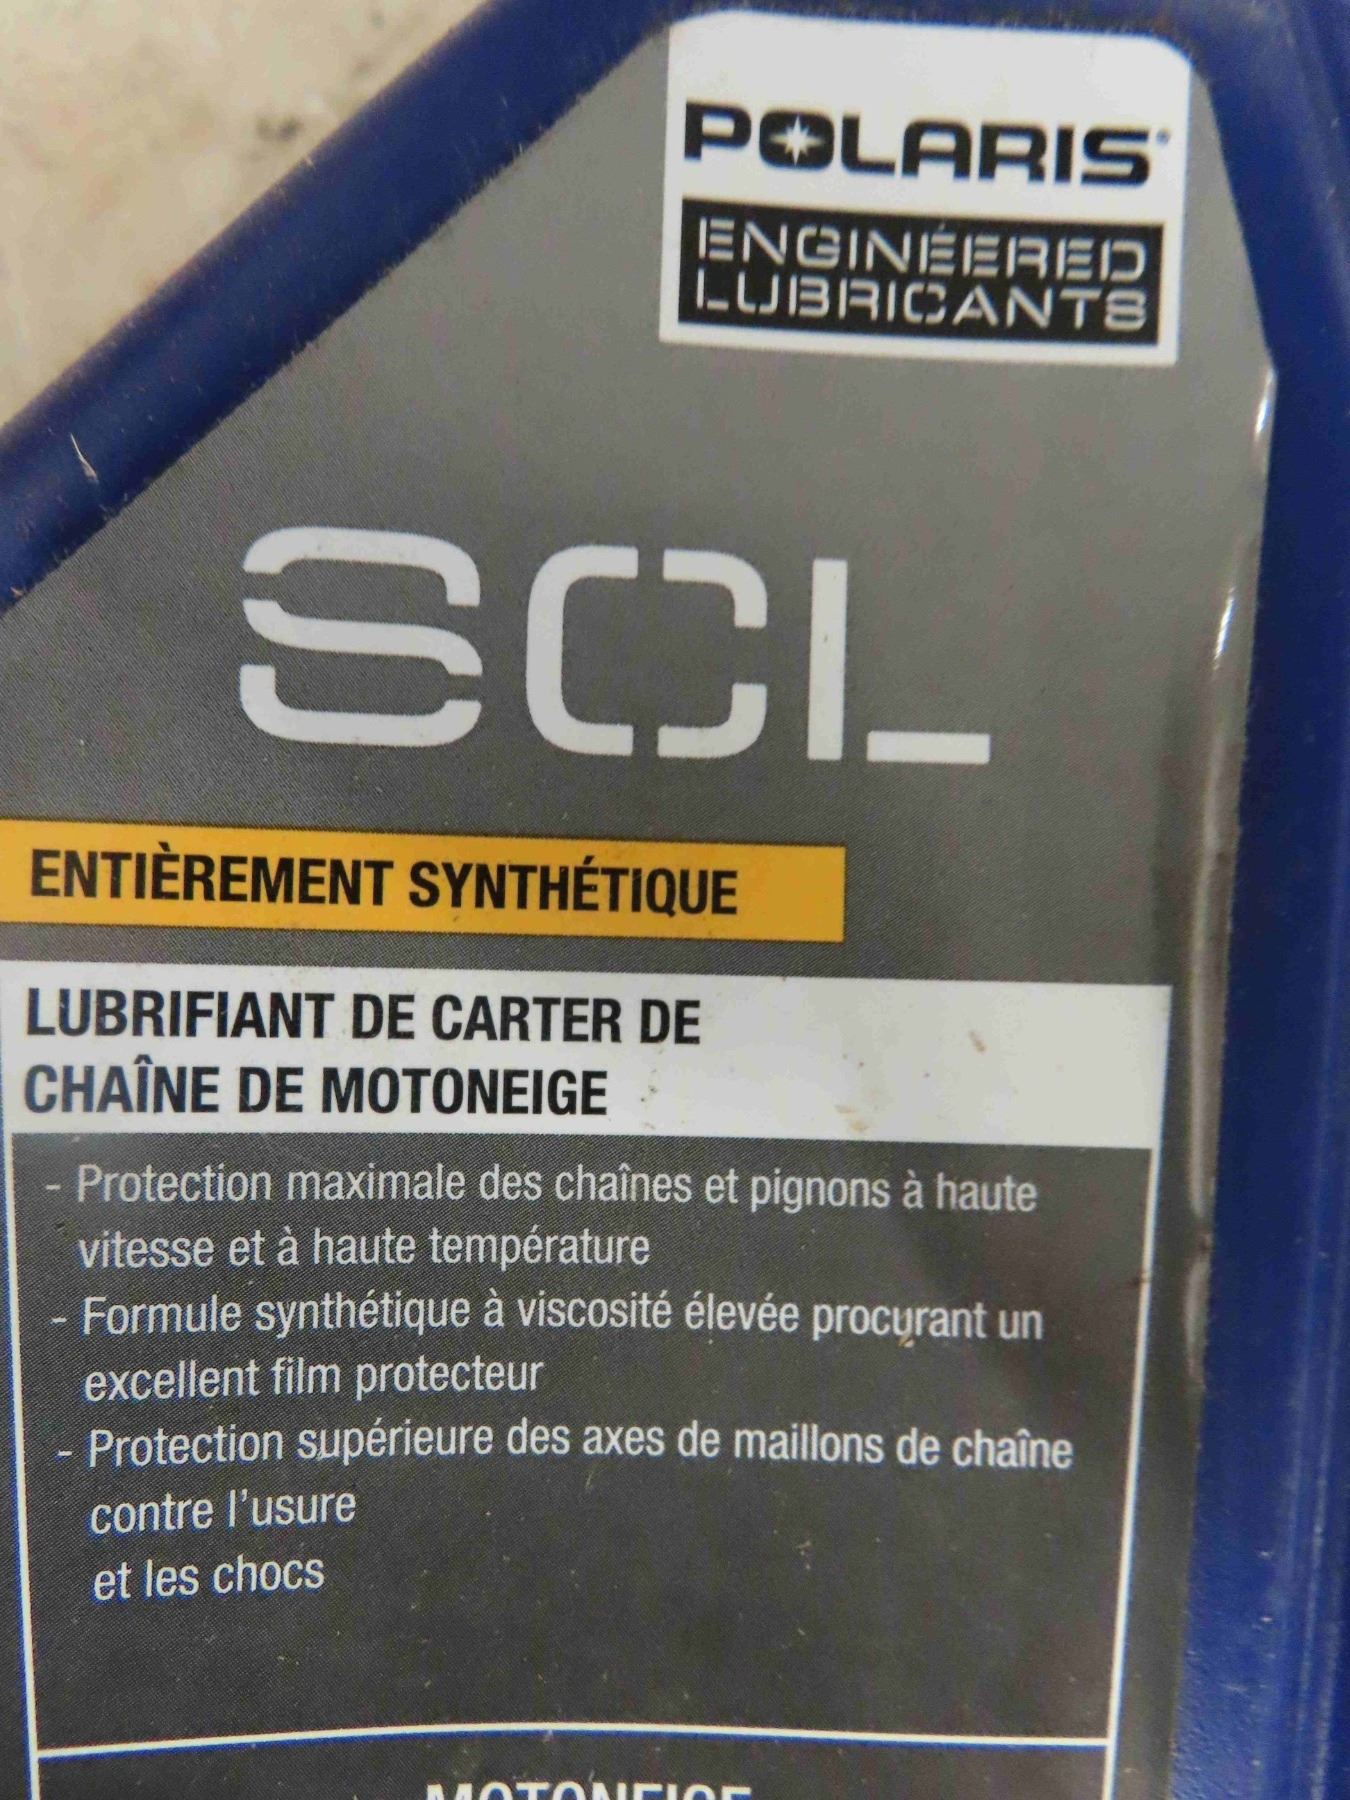 POLARIS
ENGINEERED
LUBRICANTS
SCL
ENTIÈREMENT SYNTHÉTIQUE
LUBRIFIANT DE CARTER DE
CHAÎNE DE MOTONEIGE
- Protection maximale des chaînes et pignons à haute
vitesse et à haute température
- Formule synthétique à viscosité élevée procurant un
excellent film protecteur
- Protection supérieure des axes de maillons de chaîne
contre l'usure
et les chocs
MOTONEIGE